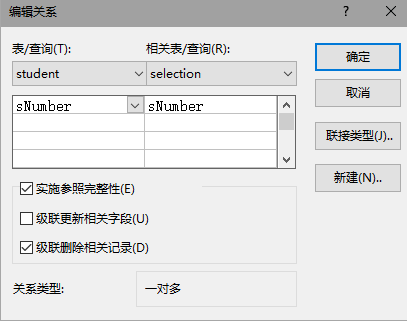 编辑关系
表/查询(T): 相关表/查询(R):
student selection
sNumber sNumber
确定
取消
联接类型(J)..
新建(N)..
实施参照完整性(E)
级联更新相关字段(U)
级联删除相关记录(D)
关系类型: 一对多